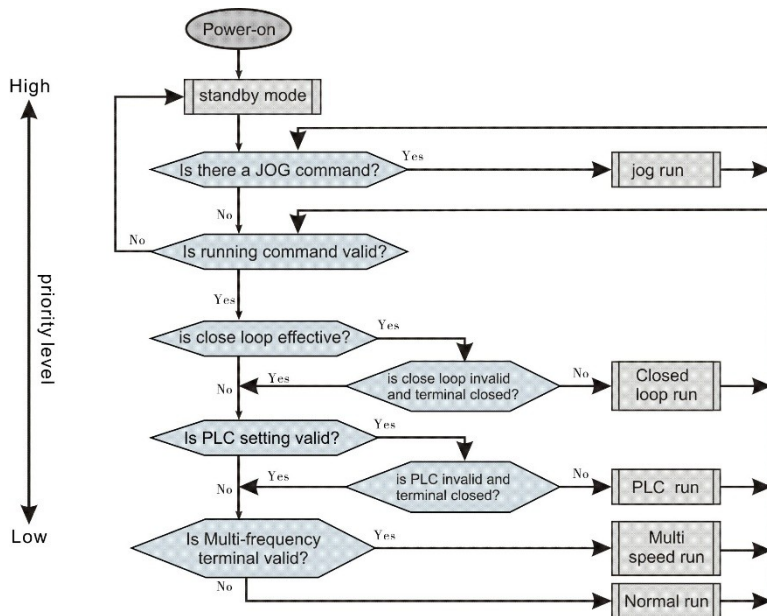 Power-on
High
standby mode
Is there a JOG command?
Yes
jog run
No
No
Is running command valid?
priority level
Yes
is close loop effective?
Yes
No
Yes
is close loop invalid
and terminal closed?
No
Closed
loop run
Is PLC setting valid?
Yes
No
Yes
is PLC invalid and
terminal closed?
No
PLC run
Low
Is Multi-frequency
terminal valid?
Yes
Multi
speed run
No
Normal run